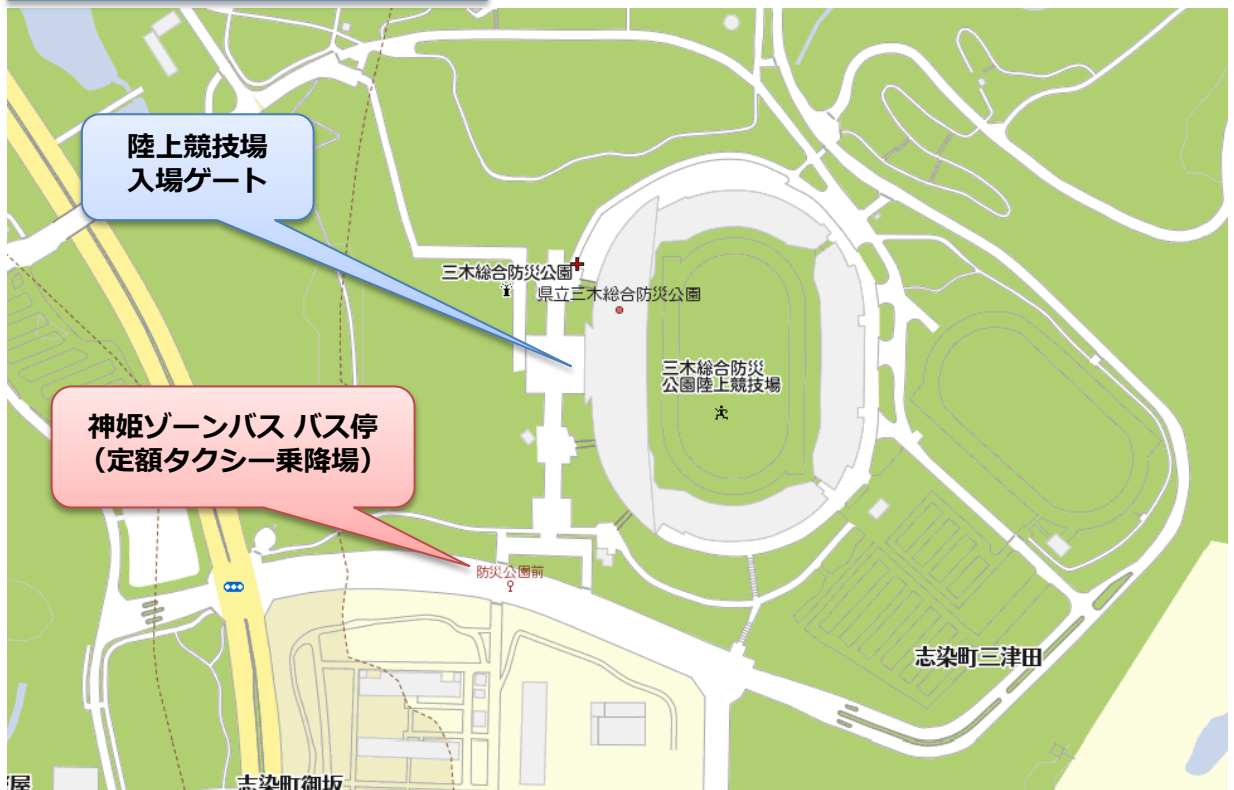 陸上競技場
入場ゲート
三木総合防災公園
県立三木総合防災公園
三木総合防災
公園陸上競技場
神姫ゾーンバス バス停
（定額タクシー乗降場）
防災公園前
志染町三津田
志染町御坂